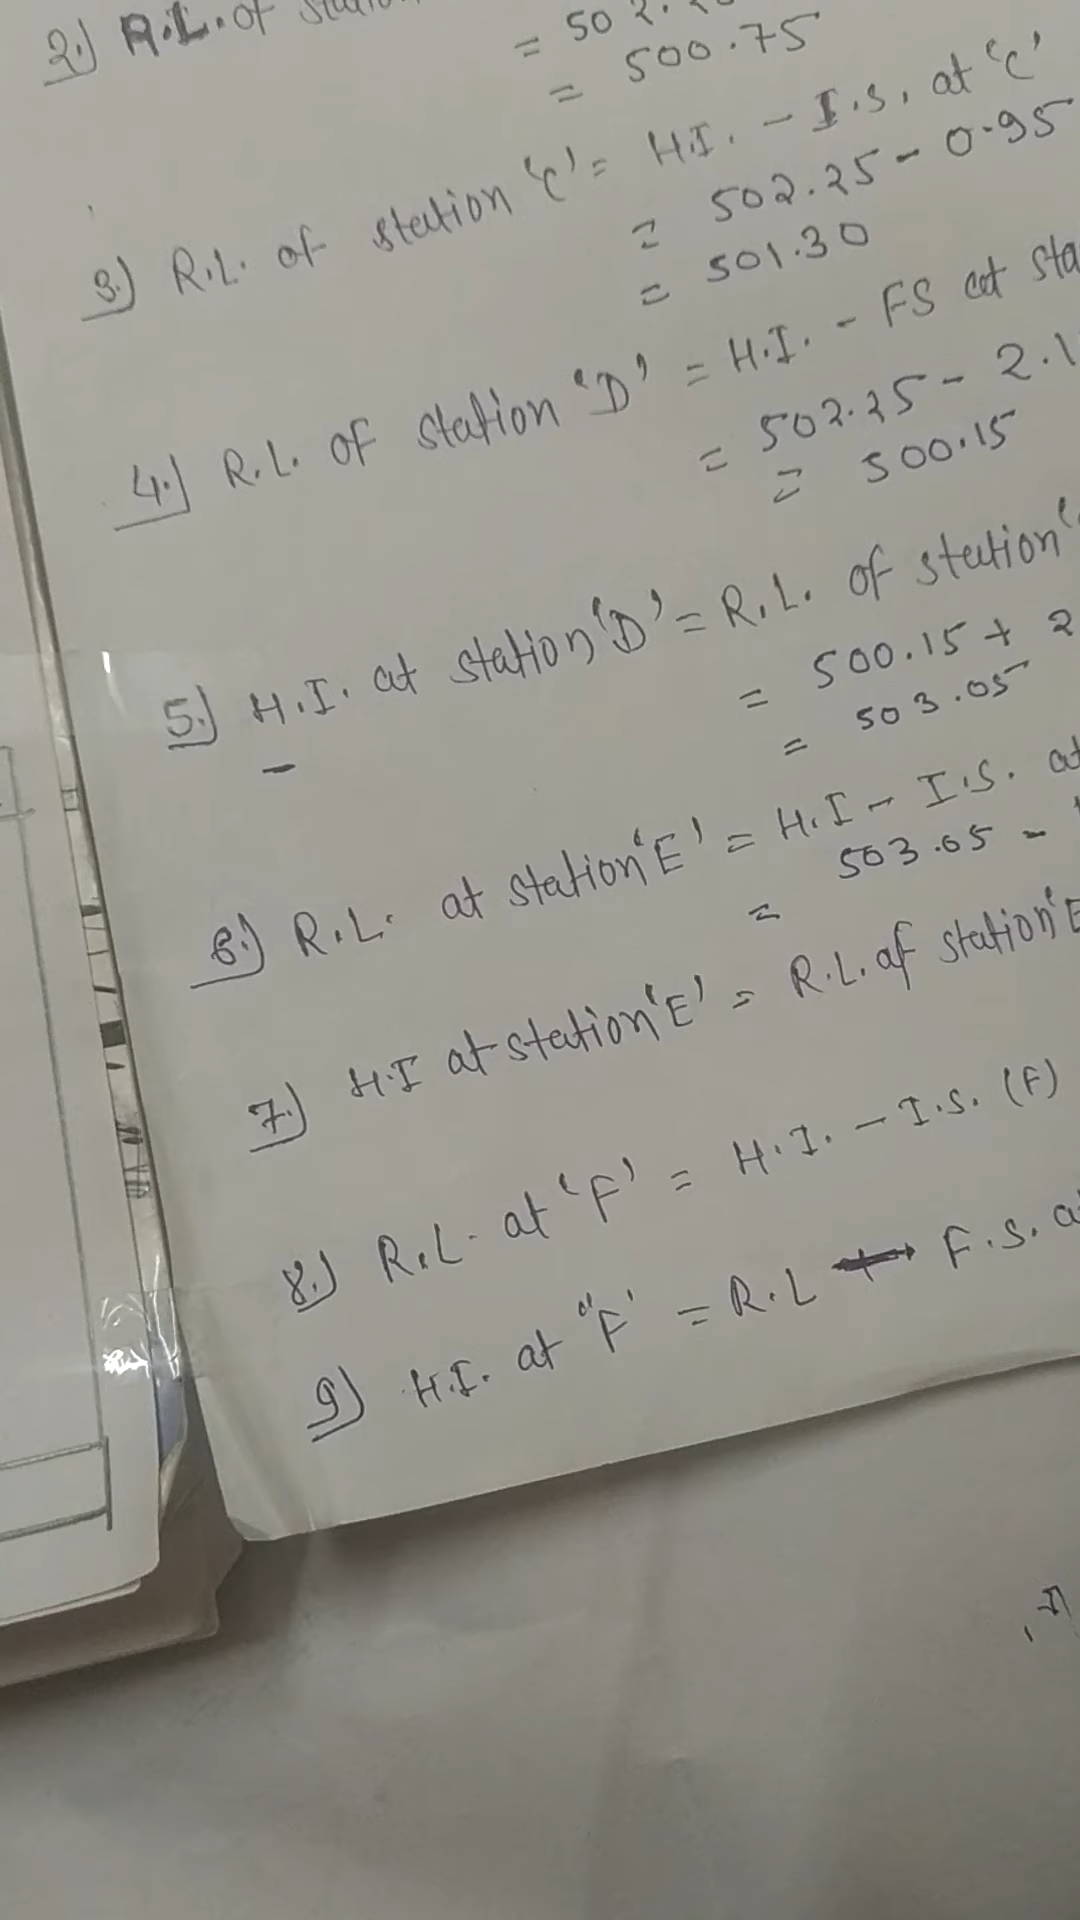 2.) R.L. of
= 502.
= 500.75
3.) R.L. of station 'C' = H.I. - I.S. at 'C'
= 502.25 - 0.95
= 501.30
4.) R.L. of station 'D' = H.I. - FS at sta
= 502.25 - 2.1
= 500.15
5.) H.I. at station 'D' = R.L. of station '
= 500.15 + 2
= 503.05
6.) R.L. at station 'E' = H.I - I.S. at
= 503.05 -
7.) H.I at station 'E' = R.L. of station 'E
8.) R.L. at 'F' = H.I. - I.S. (F)
9) H.I. at "F' = R.L F.S. a